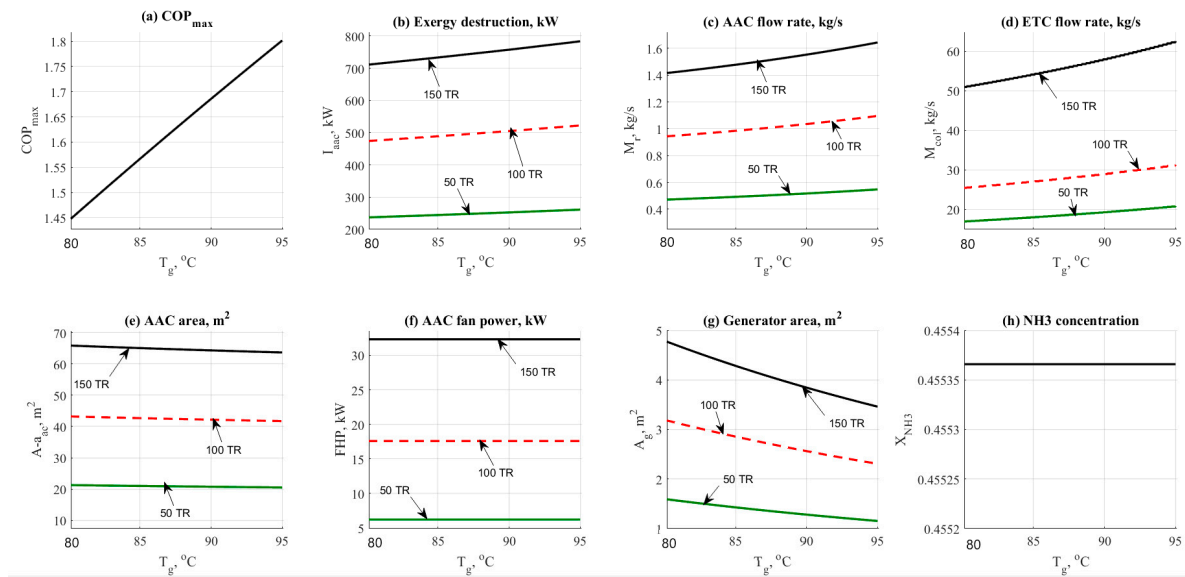 (a) COPmax
COPmax
1.8
1.75
1.7
1.65
1.6
1.55
1.5
1.45
80 85 90 95
Tg, °C
(b) Exergy destruction, kW
Iaac, kW
800
700
600
500
400
300
200
150 TR
100 TR
50 TR
80 85 90 95
Tg, °C
(c) AAC flow rate, kg/s
Mr, kg/s
1.6
1.4
1.2
1
0.8
0.6
0.4
150 TR
100 TR
50 TR
80 85 90 95
Tg, °C
(d) ETC flow rate, kg/s
Mcol, kg/s
60
50
40
30
20
150 TR
100 TR
50 TR
80 85 90 95
Tg, °C
(e) AAC area, m²
A-aac, m²
70
60
50
40
30
20
10
150 TR
100 TR
50 TR
80 85 90 95
Tg, °C
(f) AAC fan power, kW
FHP, kW
30
25
20
15
10
5
150 TR
100 TR
50 TR
80 85 90 95
Tg, °C
(g) Generator area, m²
Ag, m²
5
4
3
2
1
150 TR
100 TR
50 TR
80 85 90 95
Tg, °C
(h) NH3 concentration
XNH3
0.4554
0.45535
0.4553
0.45525
0.4552
80 85 90 95
Tg, °C